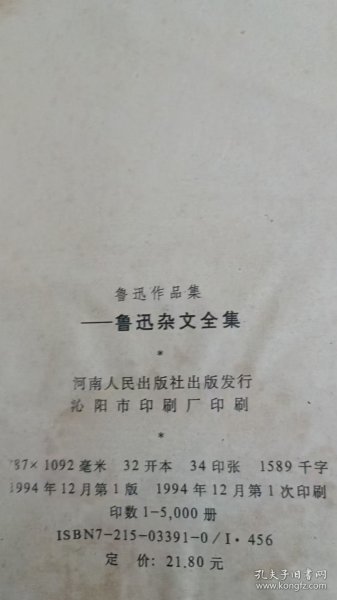 鲁迅作品集
——鲁迅杂文全集
*
河南人民出版社出版发行
沁阳市印刷厂印刷
*
787×1092毫米 32开本 34印张 1589千字
1994年12月第1版 1994年12月第1次印刷
印数1-5,000册
ISBN7-215-03391-0/I·456
定 价:21.80元
孔夫子旧书网
www.kongfz.com